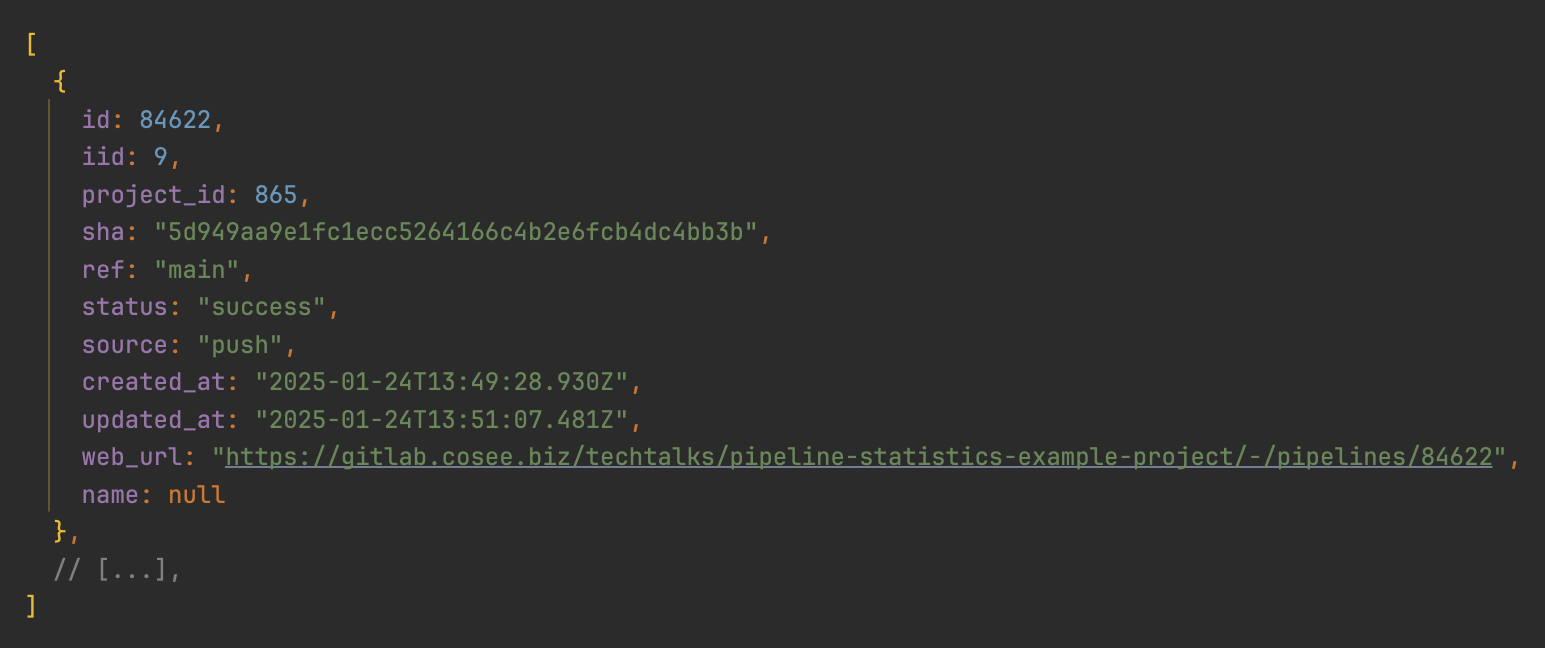 [
{
id: 84622,
iid: 9,
project_id: 865,
sha: "5d949aa9e1fc1ecc5264166c4b2e6fcb4dc4bb3b",
ref: "main",
status: "success",
source: "push",
created_at: "2025-01-24T13:49:28.930Z",
updated_at: "2025-01-24T13:51:07.481Z",
web_url: "https://gitlab.cosee.biz/techtalks/pipeline-statistics-example-project/-/pipelines/84622",
name: null
},
// [...],
]